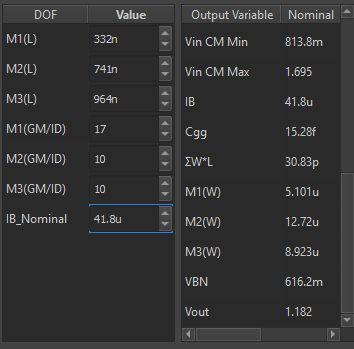 DOF Value
M1(L) 332n
M2(L) 741n
M3(L) 964n
M1(GM/ID) 17
M2(GM/ID) 10
M3(GM/ID) 10
IB_Nominal 41.8u
Output Variable Nominal
Vin CM Min 813.8m
Vin CM Max 1.695
IB 41.8u
Cgg 15.28f
ΣW*L 30.83p
M1(W) 5.101u
M2(W) 12.72u
M3(W) 8.923u
VBN 616.2m
Vout 1.182